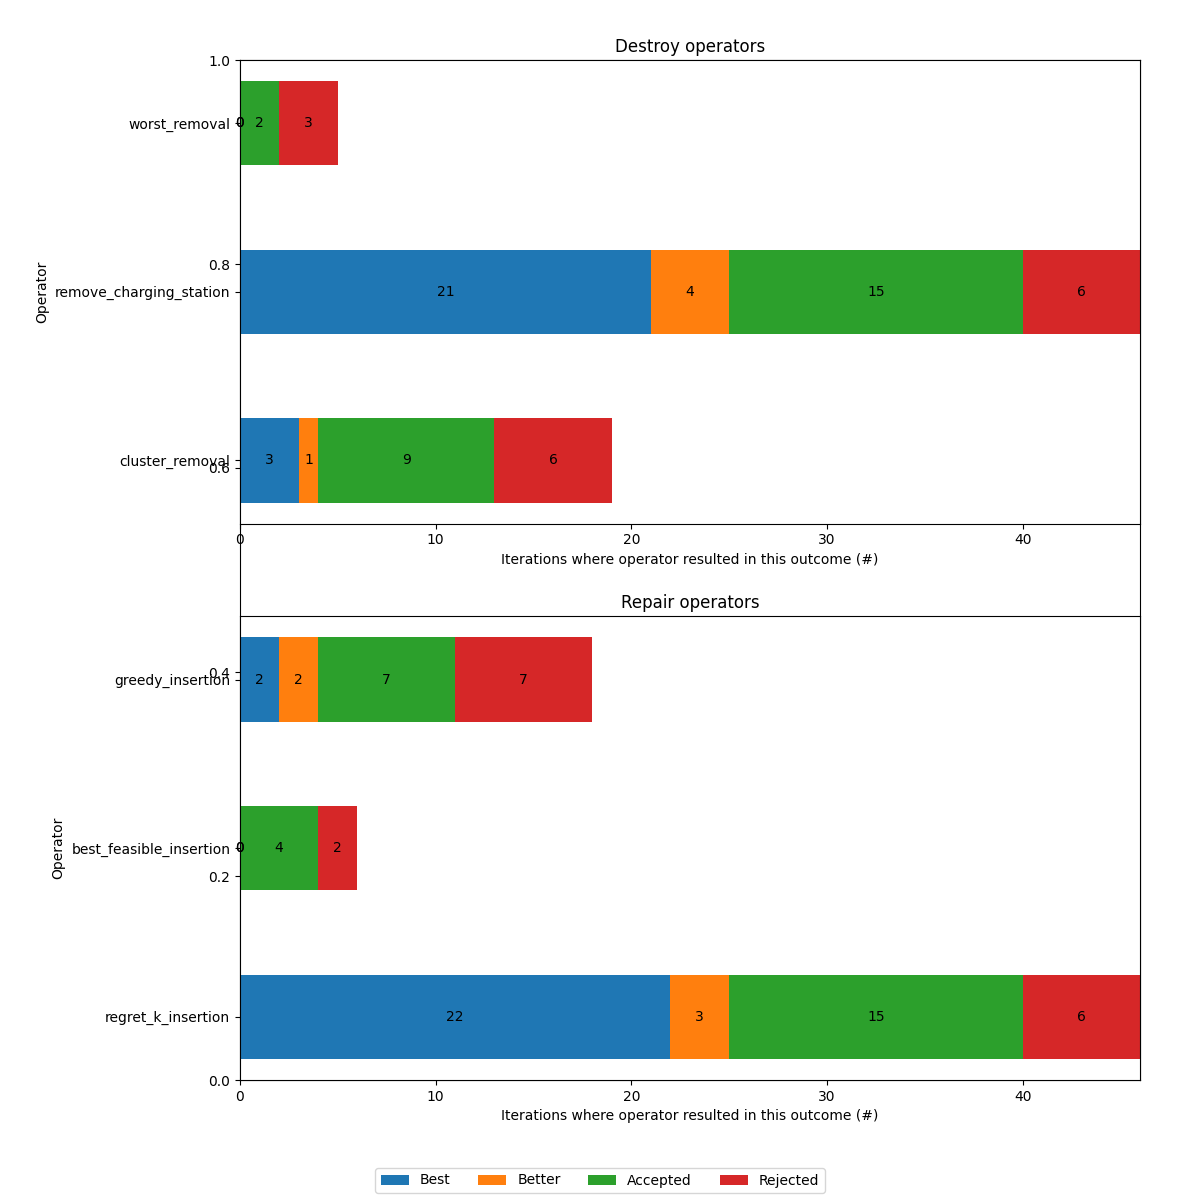 Destroy operators
1.0
worst_removal 0 0 2 3
0.8
Operator
remove_charging_station 21 4 15 6
cluster_removal 3 1 9 6
0.6
0 10 20 30 40
Iterations where operator resulted in this outcome (#)
Repair operators
0.4
greedy_insertion 2 2 7 7
Operator
best_feasible_insertion 0 0 4 2
0.2
regret_k_insertion 22 3 15 6
0.0
0 10 20 30 40
Iterations where operator resulted in this outcome (#)
Best Better Accepted Rejected